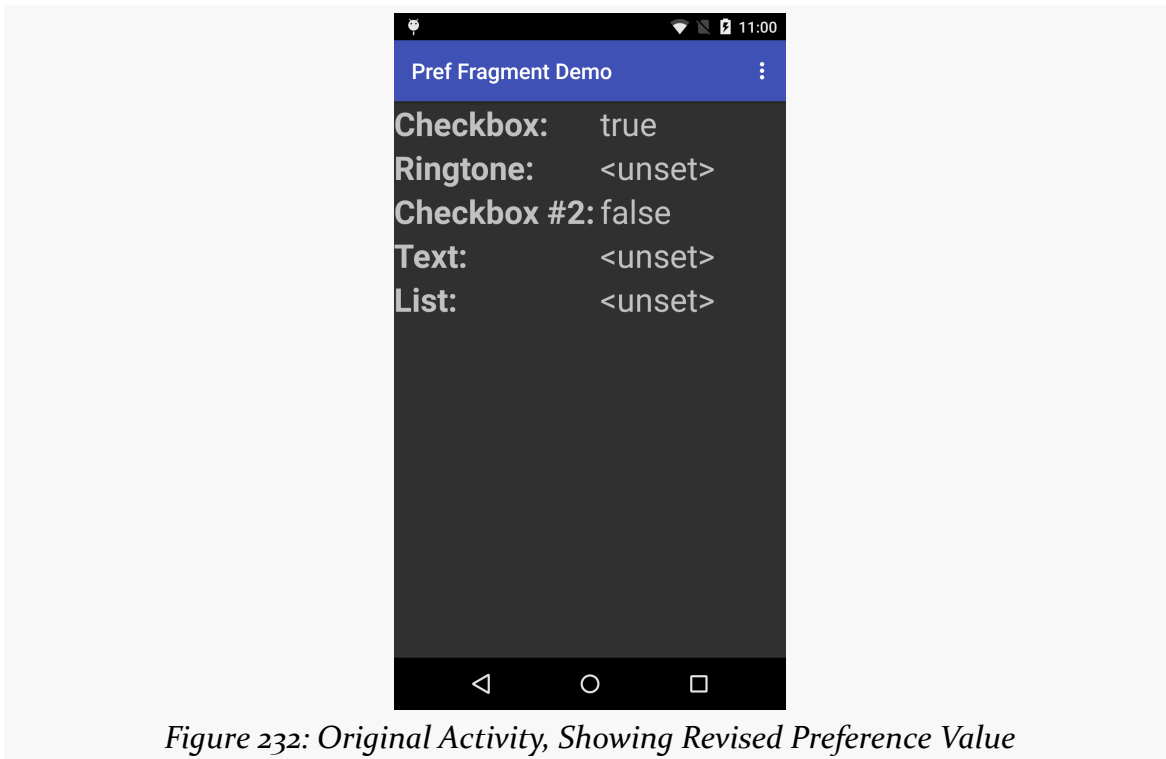 11:00
Pref Fragment Demo
Checkbox: true
Ringtone: <unset>
Checkbox #2: false
Text: <unset>
List: <unset>
Figure 232: Original Activity, Showing Revised Preference Value